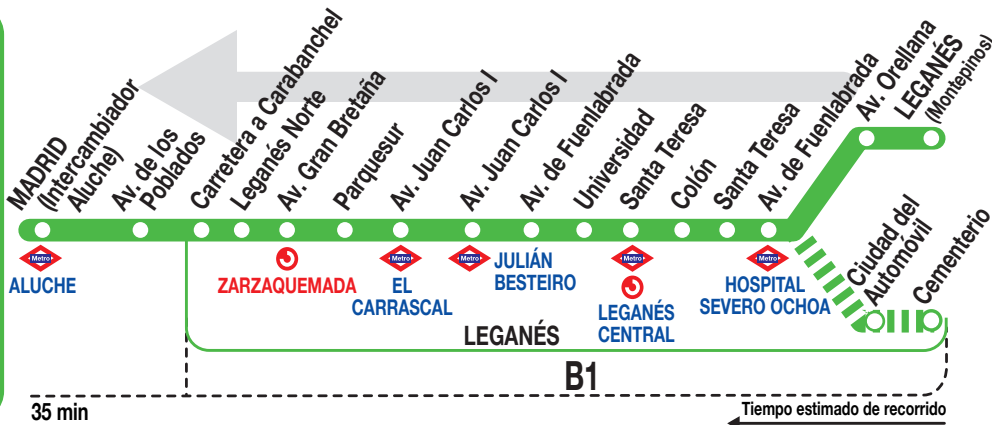 MADRID
(Intercambiador
Aluche)
Av. de los
Poblados
Carretera a Carabanchel
Leganés Norte
Av. Gran Bretaña
Parquesur
Av. Juan Carlos I
Av. Juan Carlos I
Av. de Fuenlabrada
Universidad
Santa Teresa
Colón
Santa Teresa
Av. de Fuenlabrada
Av. Orellana
LEGANÉS
(Montepinos)
Ciudad del
Automóvil
Cementerio
Metro
ALUCHE
ZARZAQUEMADA
Metro
EL
CARRASCAL
Metro
JULIÁN
BESTEIRO
Metro
LEGANÉS
CENTRAL
Metro
HOSPITAL
SEVERO OCHOA
LEGANÉS
B1
35 min
Tiempo estimado de recorrido